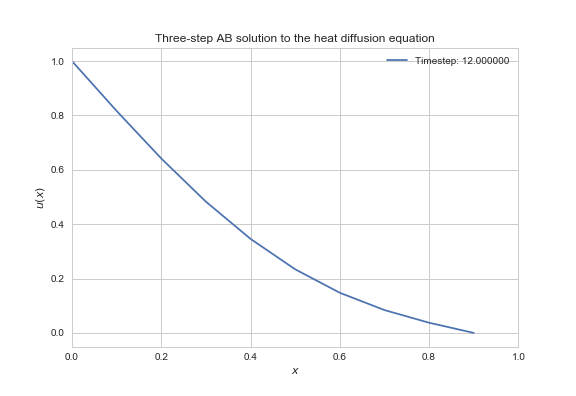 Three-step AB solution to the heat diffusion equation
Timestep: 12.000000
1.0
0.8
0.6
0.4
0.2
0.0
u(x)
0.0 0.2 0.4 0.6 0.8 1.0
x